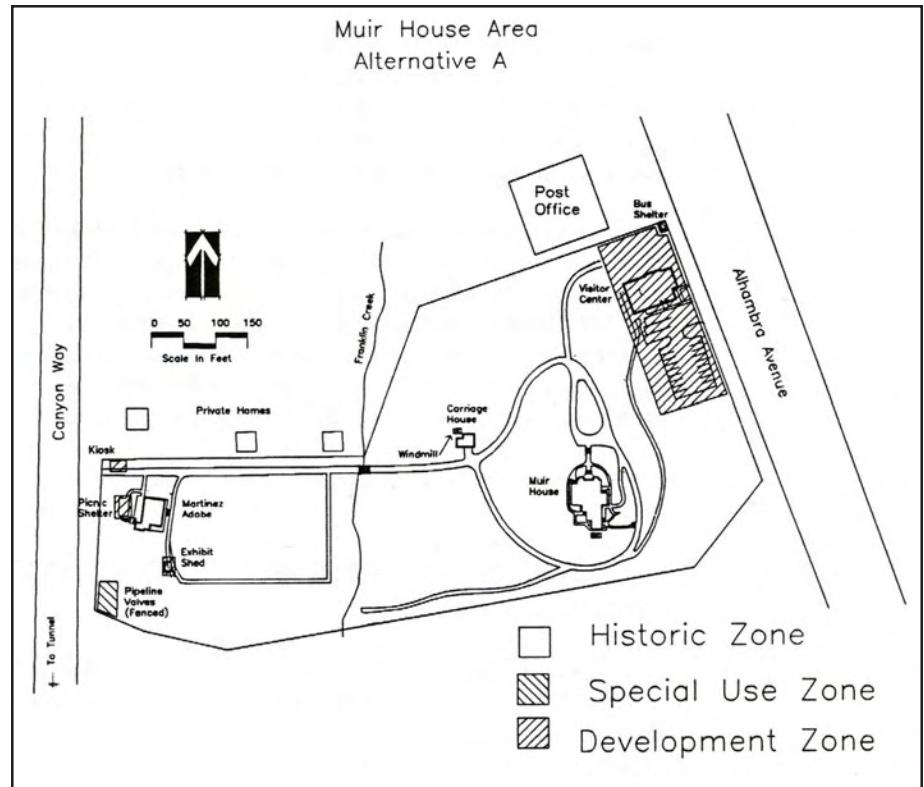 Muir House Area
Alternative A
Post
Office
Bus
Shelter
Visitor
Center
Alhambra Avenue
0 50 100 150
Scale In Feet
Franklin Creek
Canyon Way
Private Homes
Carriage
House
Windmill
Kiosk
Muir
House
Picnic
Shelter
Martinez
Adobe
Exhibit
Shed
Pipeline
Valves
(Fenced)
To Tunnel
Historic Zone
Special Use Zone
Development Zone